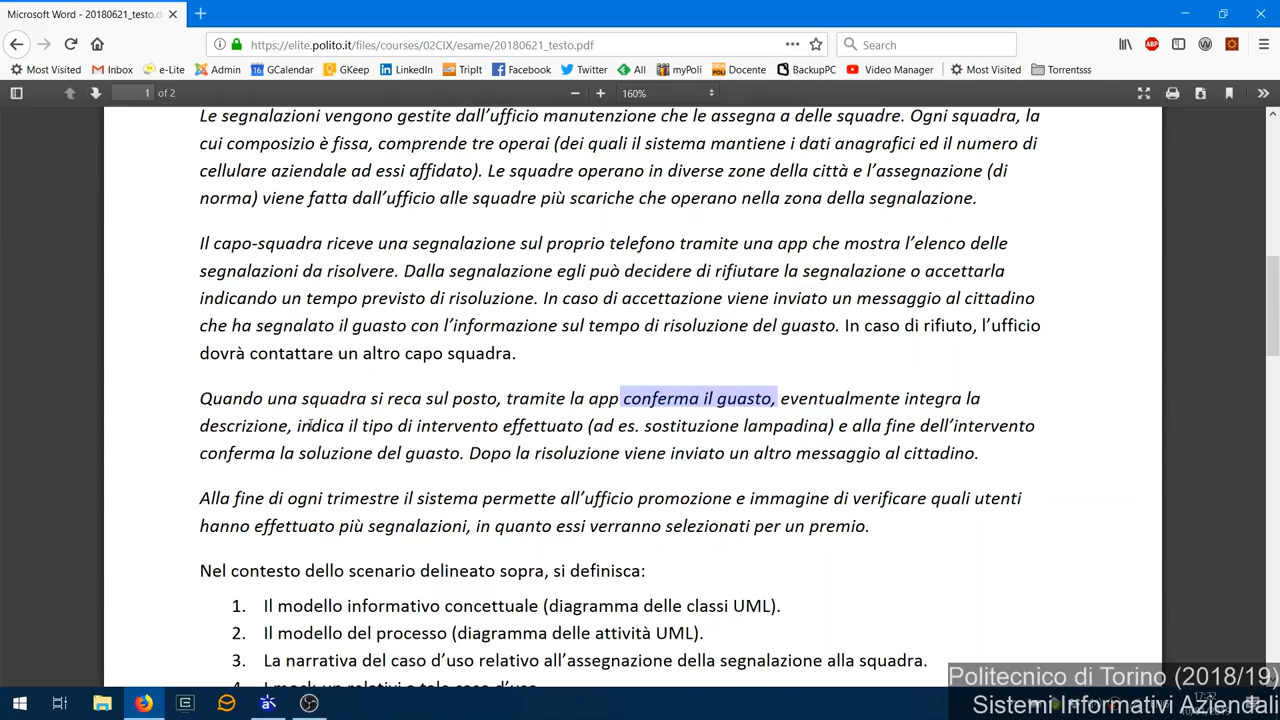 Microsoft Word - 20180621_testo.d
https://elite.polito.it/files/courses/02CIX/esame/20180621_testo.pdf
Search
Most Visited
Inbox
e-Lite
Admin
GCalendar
GKeep
LinkedIn
TripIt
Facebook
Twitter
All
myPoli
Docente
BackupPC
Video Manager
Most Visited
Torrentsss
1 of 2
160%
Le segnalazioni vengono gestite dall'ufficio manutenzione che le assegna a delle squadre. Ogni squadra, la
cui composizio è fissa, comprende tre operai (dei quali il sistema mantiene i dati anagrafici ed il numero di
cellulare aziendale ad essi affidato). Le squadre operano in diverse zone della città e l'assegnazione (di
norma) viene fatta dall'ufficio alle squadre più scariche che operano nella zona della segnalazione.
Il capo-squadra riceve una segnalazione sul proprio telefono tramite una app che mostra l'elenco delle
segnalazioni da risolvere. Dalla segnalazione egli può decidere di rifiutare la segnalazione o accettarla
indicando un tempo previsto di risoluzione. In caso di accettazione viene inviato un messaggio al cittadino
che ha segnalato il guasto con l'informazione sul tempo di risoluzione del guasto. In caso di rifiuto, l'ufficio
dovrà contattare un altro capo squadra.
Quando una squadra si reca sul posto, tramite la app conferma il guasto, eventualmente integra la
descrizione, indica il tipo di intervento effettuato (ad es. sostituzione lampadina) e alla fine dell'intervento
conferma la soluzione del guasto. Dopo la risoluzione viene inviato un altro messaggio al cittadino.
Alla fine di ogni trimestre il sistema permette all'ufficio promozione e immagine di verificare quali utenti
hanno effettuato più segnalazioni, in quanto essi verranno selezionati per un premio.
Nel contesto dello scenario delineato sopra, si definisca:
1. Il modello informativo concettuale (diagramma delle classi UML).
2. Il modello del processo (diagramma delle attività UML).
3. La narrativa del caso d'uso relativo all'assegnazione della segnalazione alla squadra.
Politecnico di Torino (2018/19)
Sistemi Informativi Aziendali